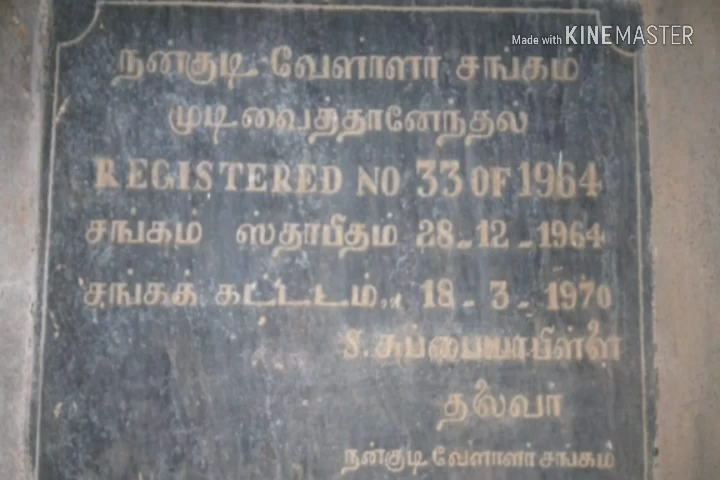 Made with KINEMASTER
நன்குடி வேளாளர் சங்கம்
முடிவைத்தானேந்தல்
REGISTERED NO 33 OF 1964
சங்கம் ஸ்தாபீதம் 28-12-1964
சங்கக் கட்டடம் 18-3-1970
S. சுப்பையாபிள்ளை
தலைவர்
நன்குடி வேளாளர் சங்கம்